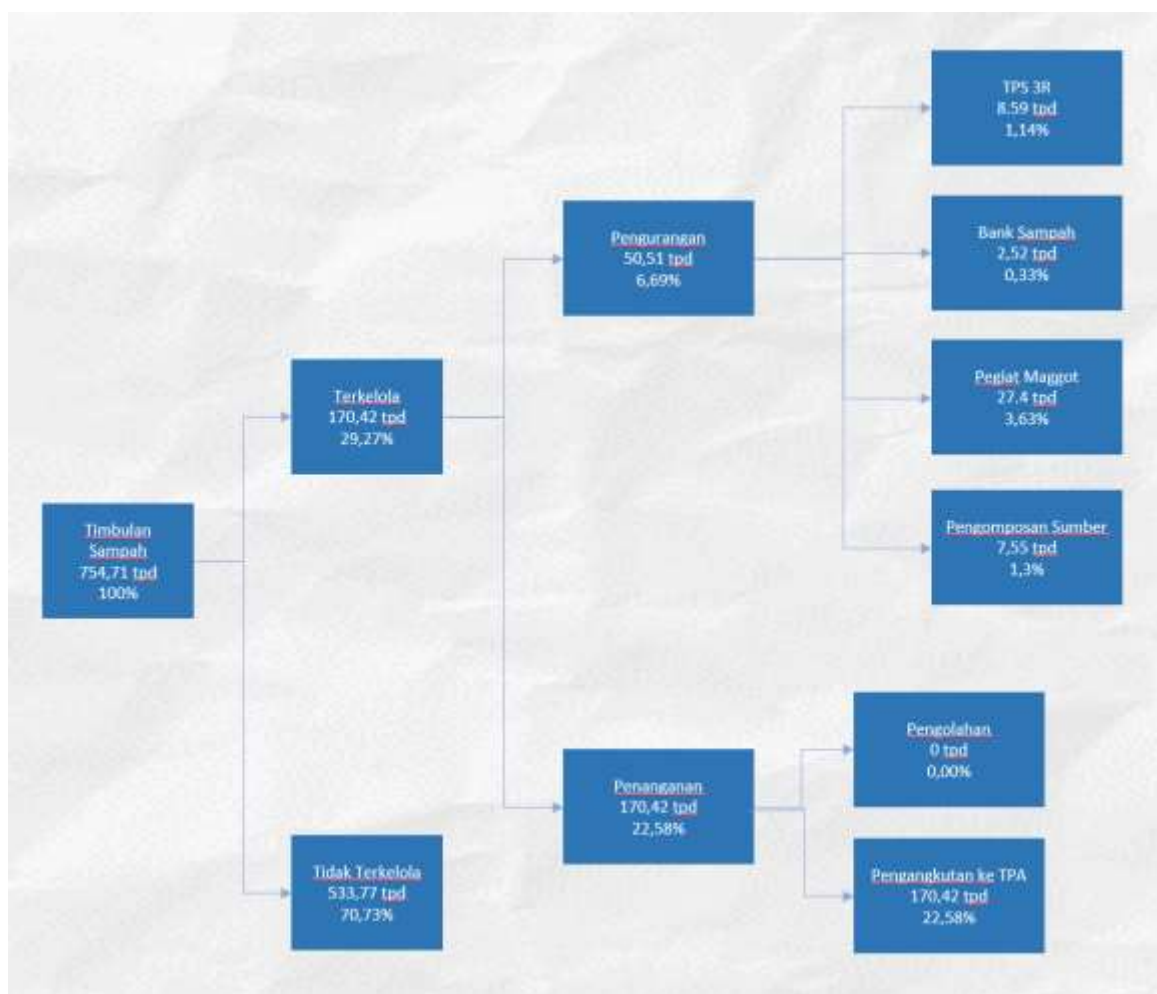 Timbulan
Sampah
754,71 tpd
100%
Terkelola
170,42 tpd
29,27%
Tidak Terkelola
533,77 tpd
70,73%
Pengurangan
50,51 tpd
6,69%
Penanganan
170,42 tpd
22,58%
TPS 3R
8.59 tpd
1,14%
Bank Sampah
2,52 tpd
0,33%
Pegiat Maggot
27.4 tpd
3,63%
Pengomposan Sumber
7,55 tpd
1,3%
Pengolahan
0 tpd
0,00%
Pengangkutan ke TPA
170,42 tpd
22,58%